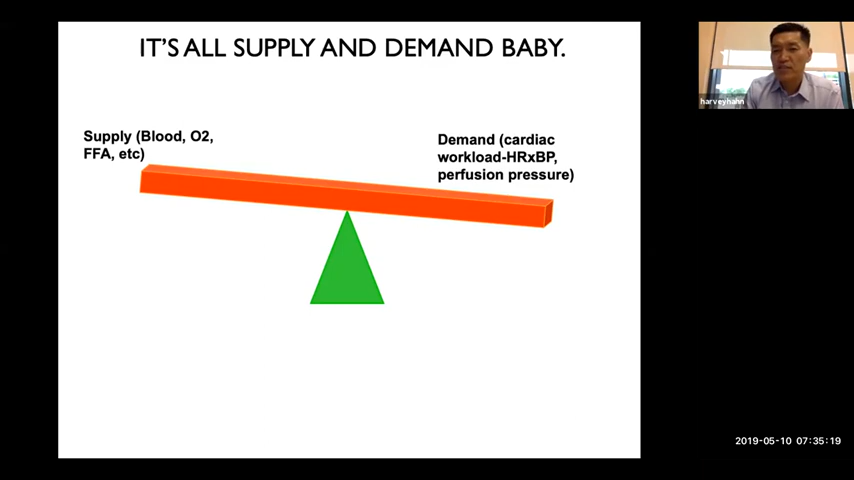 IT'S ALL SUPPLY AND DEMAND BABY.
Supply (Blood, O2,
FFA, etc)
Demand (cardiac
workload-HRxBP,
perfusion pressure)
harveyhahn
2019-05-10 07:35:19